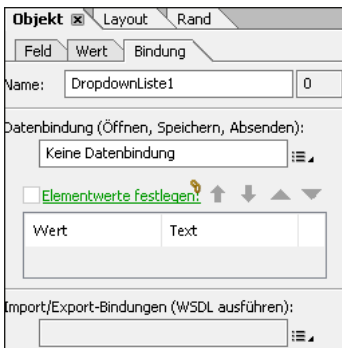 Objekt Layout Rand
Feld Wert Bindung
Name: DropdownListe1 0
Datenbindung (Öffnen, Speichern, Absenden):
Keine Datenbindung
Elementwerte festlegen:
Wert Text
Import/Export-Bindungen (WSDL ausführen):